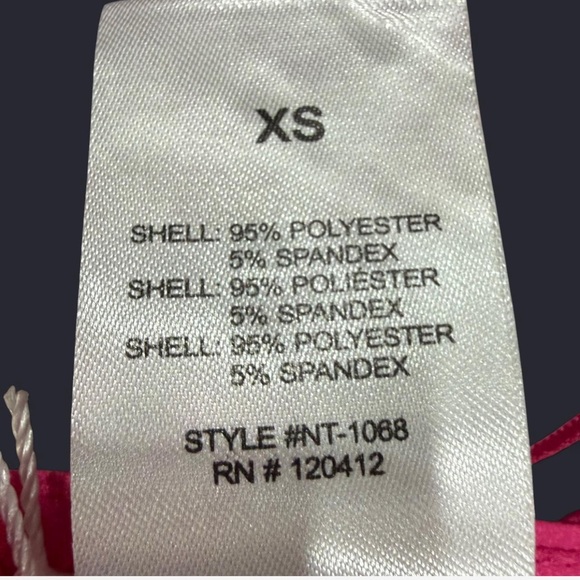 XS
SHELL: 95% POLYESTER
5% SPANDEX
SHELL: 95% POLIESTER
5% SPANDEX
SHELL: 95% POLYESTER
5% SPANDEX
STYLE #NT-1068
RN # 120412